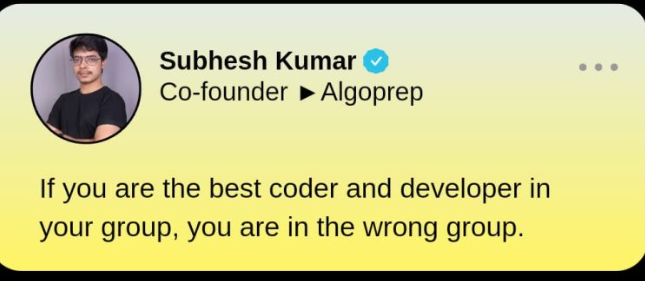 Subhesh Kumar
Co-founder ►Algoprep
If you are the best coder and developer in
your group, you are in the wrong group.